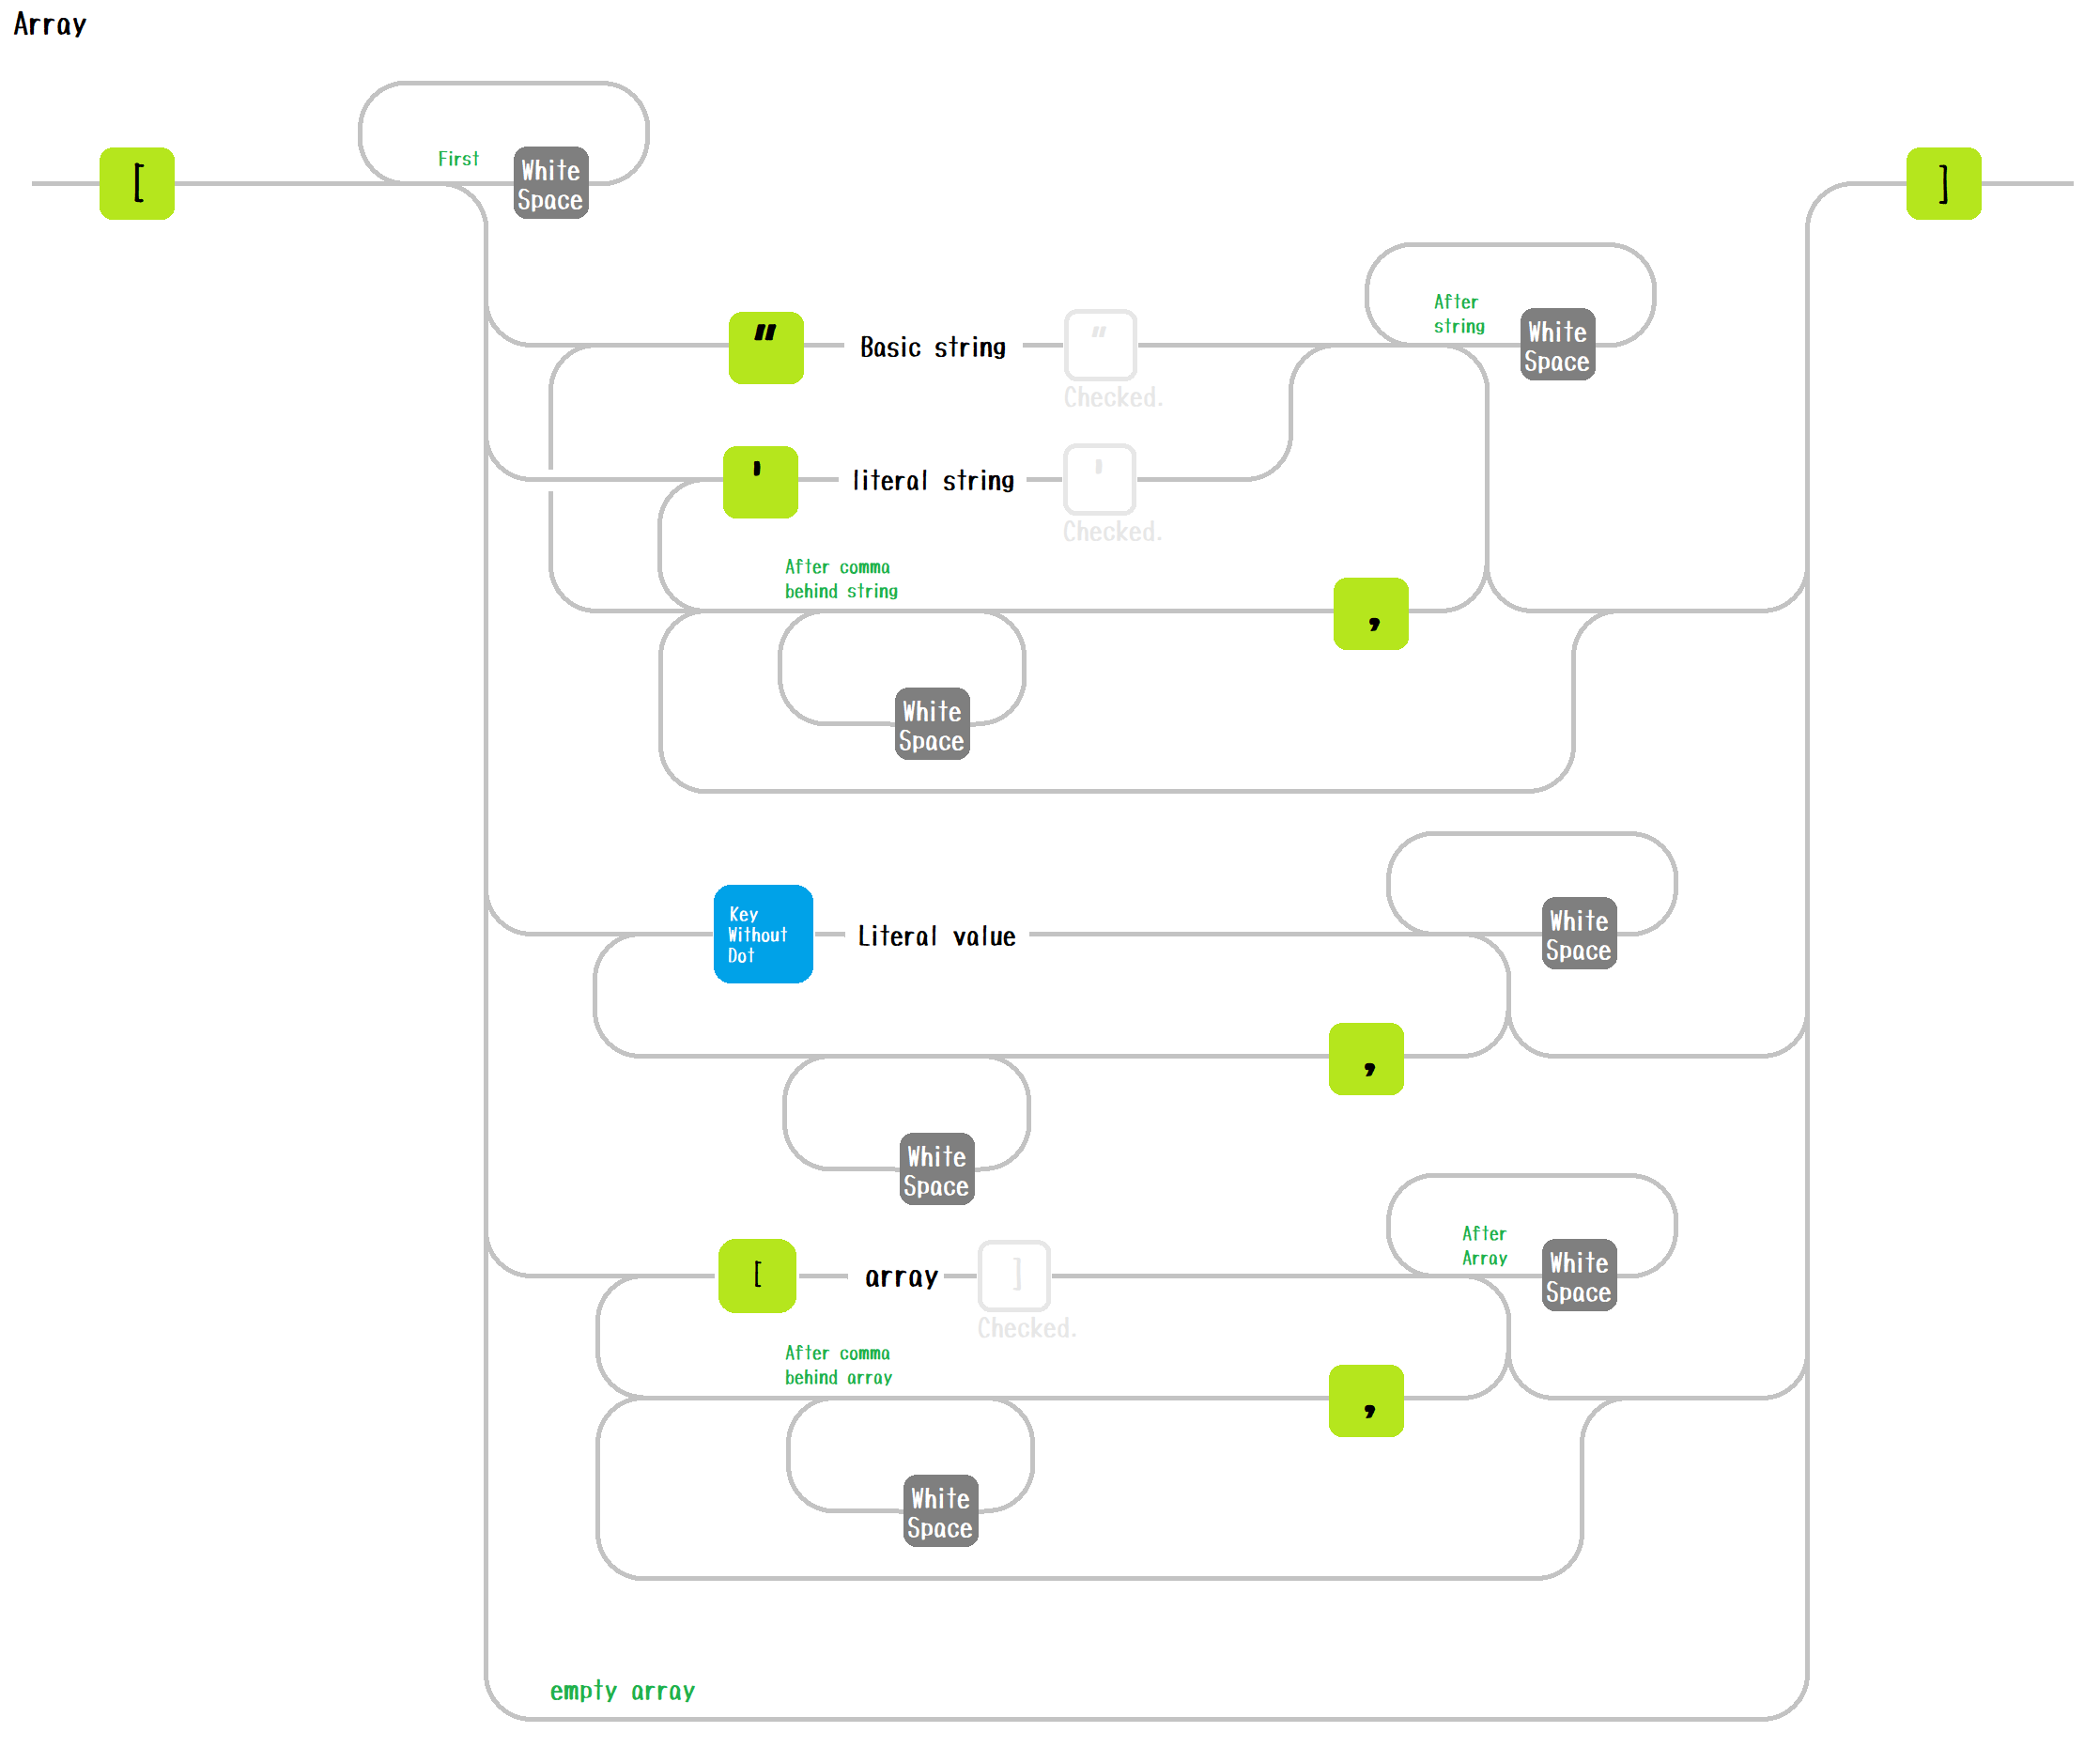 Array
First
[
White
Space
]
After
string
White
Space
"
Basic string
"
Checked.
'
literal string
'
Checked.
After comma
behind string
,
White
Space
Key
Without
Dot
Literal value
White
Space
,
White
Space
[
array
]
Checked.
After
Array
White
Space
After comma
behind array
,
White
Space
empty array